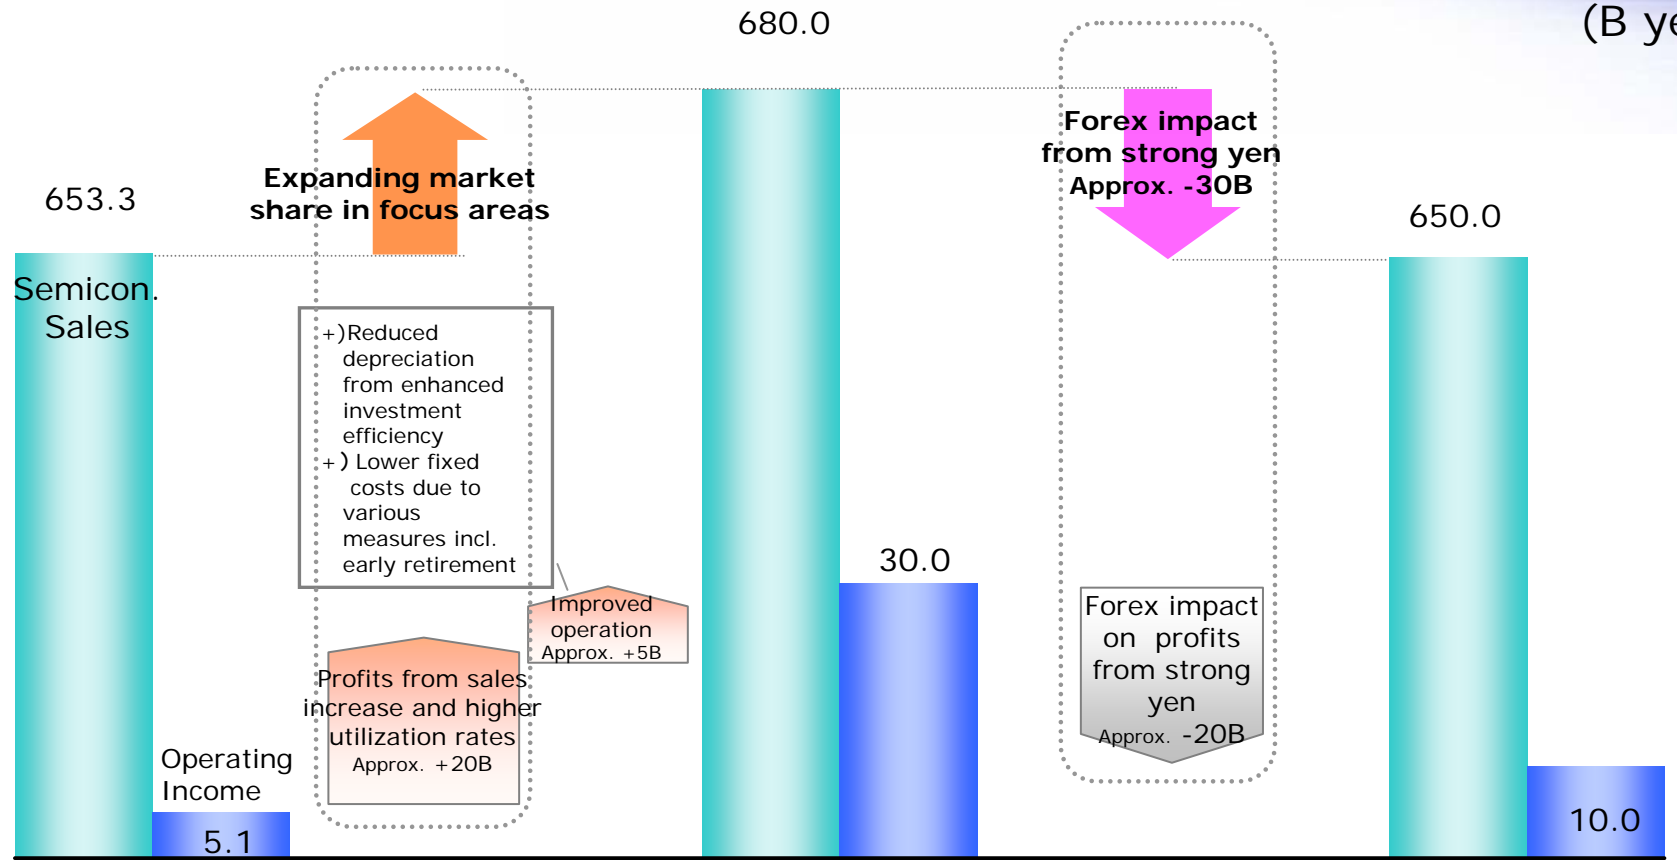 680.0
(B ye
653.3
Expanding market
share in focus areas
Forex impact
from strong yen
Approx. -30B
650.0
Semicon.
Sales
+)Reduced
depreciation
from enhanced
investment
efficiency
+) Lower fixed
costs due to
various
measures incl.
early retirement
30.0
Improved
operation
Approx. +5B
Forex impact
on profits
from strong
yen
Approx. -20B
Profits from sales
increase and higher
utilization rates
Approx. +20B
Operating
Income
5.1
10.0